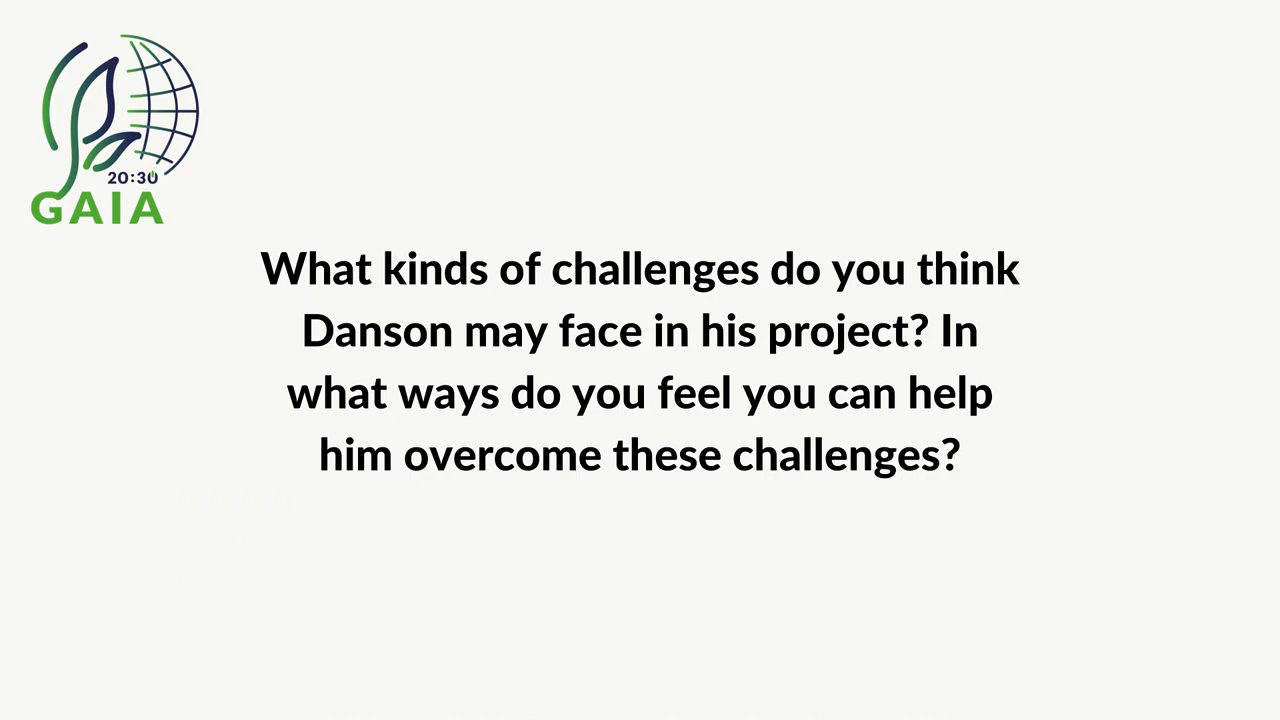 20:30
GAIA
What kinds of challenges do you think
Danson may face in his project? In
what ways do you feel you can help
him overcome these challenges?